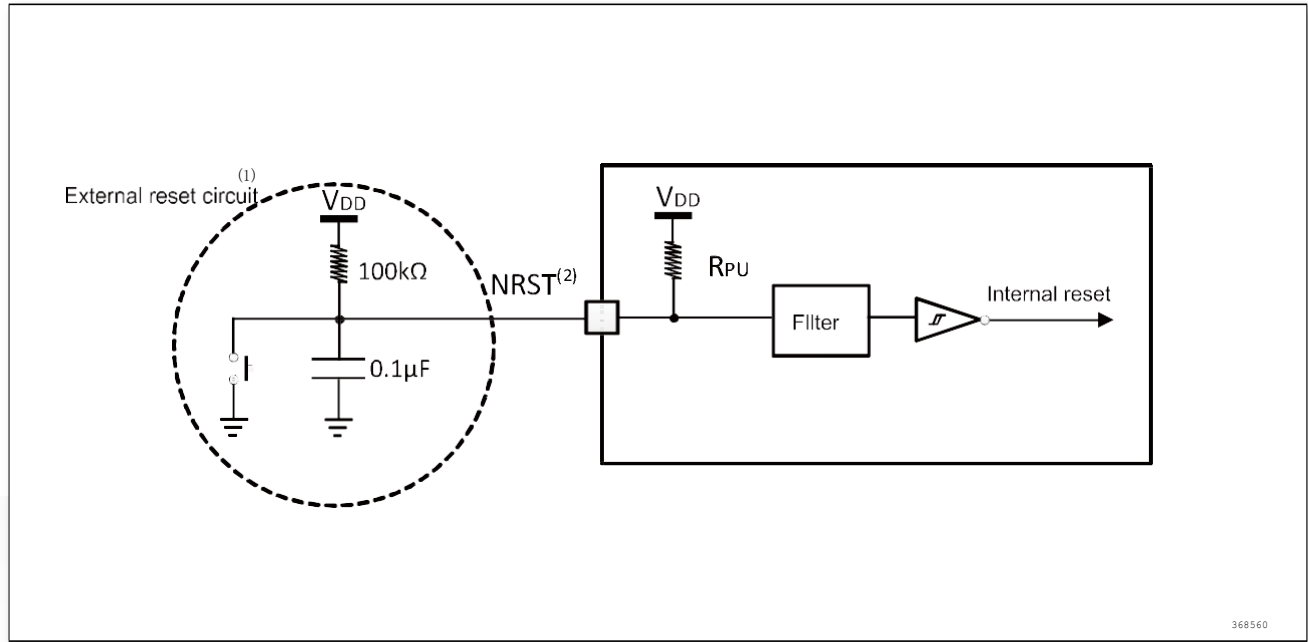 (1)
External reset circuit
VDD
100kΩ
0.1µF
NRST(2)
VDD
RPU
FIlter
Internal reset
368560